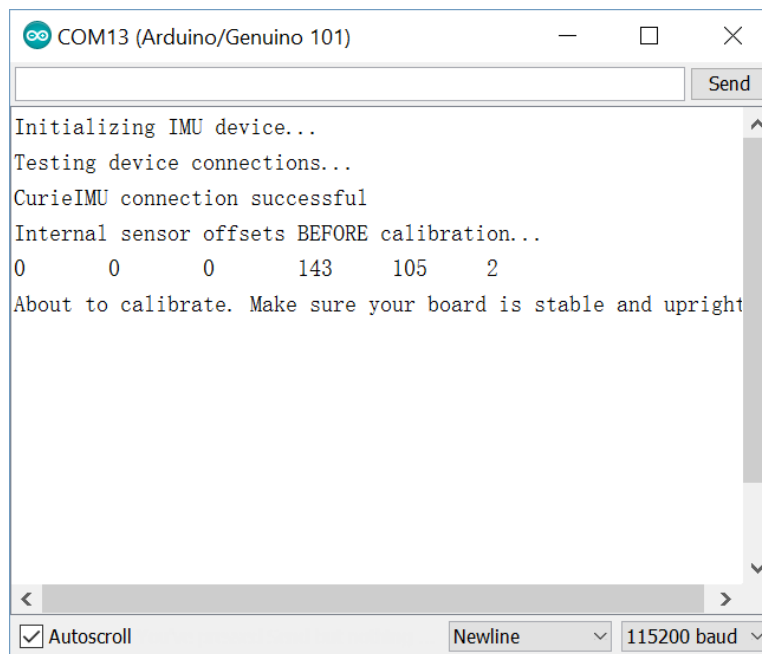 COM13 (Arduino/Genuino 101)
Send
Initializing IMU device...
Testing device connections...
CurieIMU connection successful
Internal sensor offsets BEFORE calibration...
0 0 0 143 105 2
About to calibrate. Make sure your board is stable and upright
Autoscroll Newline 115200 baud